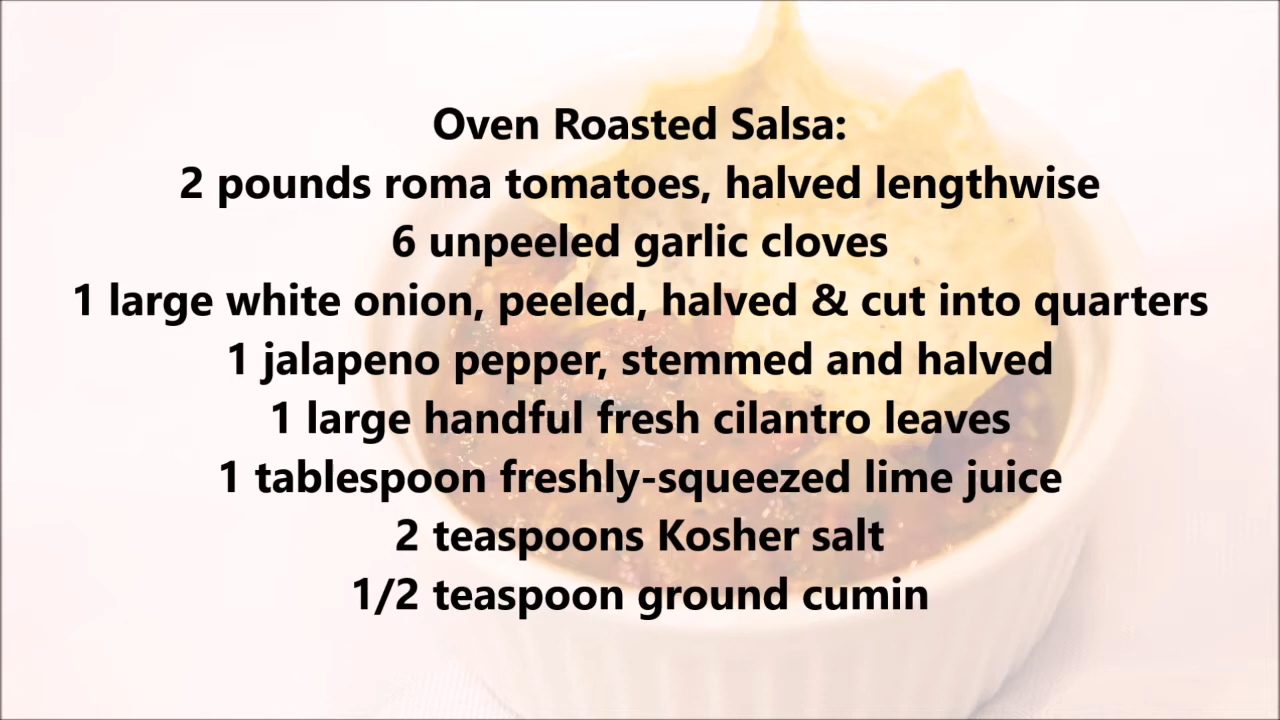 Oven Roasted Salsa:
2 pounds roma tomatoes, halved lengthwise
6 unpeeled garlic cloves
1 large white onion, peeled, halved & cut into quarters
1 jalapeno pepper, stemmed and halved
1 large handful fresh cilantro leaves
1 tablespoon freshly-squeezed lime juice
2 teaspoons Kosher salt
1/2 teaspoon ground cumin